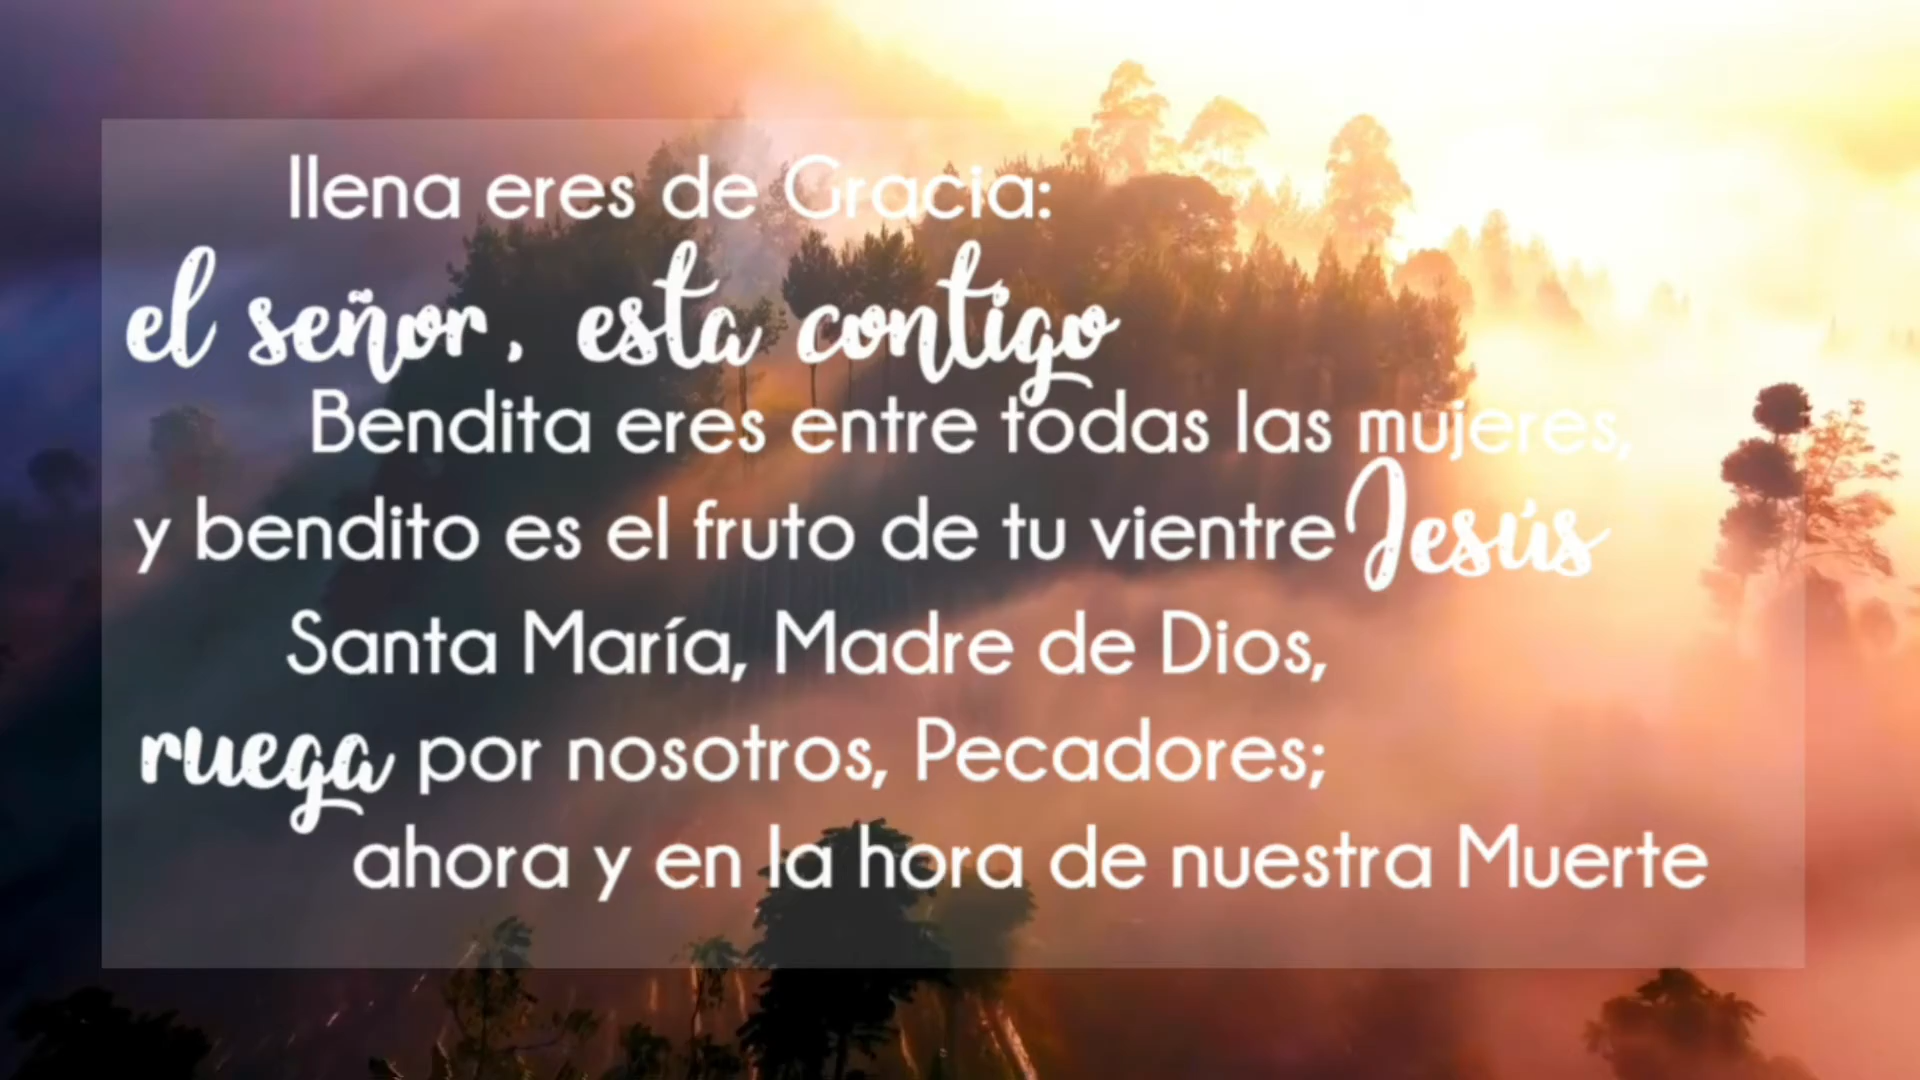 llena eres de Gracia:
el señor, esta contigo
Bendita eres entre todas las mujeres,
y bendito es el fruto de tu vientre Jesús
Santa María, Madre de Dios,
ruega por nosotros, Pecadores;
ahora y en la hora de nuestra Muerte